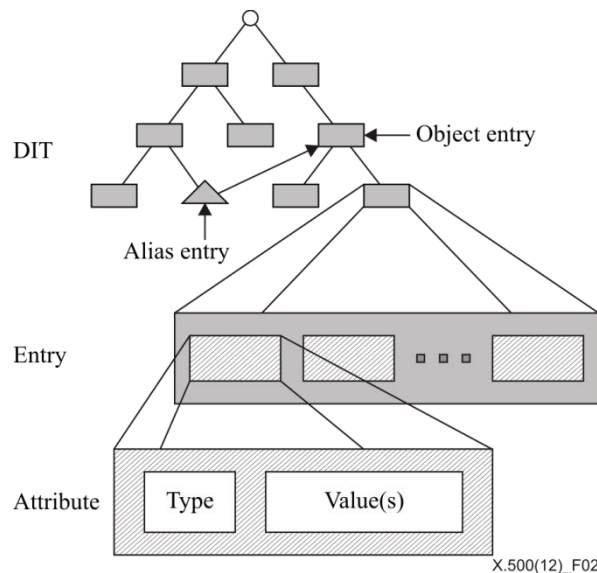 Object entry
DIT
Alias entry
Entry
Attribute
Type
Value(s)
X.500(12)_F02